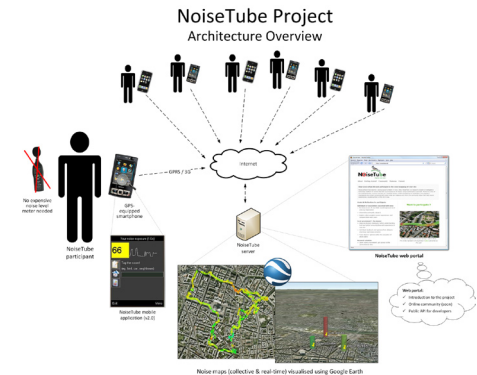 NoiseTube Project
Architecture Overview
Internet
GPRS / 3G
No expensive
noise level
meter needed
GPS-
equipped
smartphone
NoiseTube
participant
NoiseTube
server
NoiseTube
NoiseTube web portal
66
NoiseTube mobile
application (v2.0)
Web portal:
✓ Introduction to the project
✓ Online community (soon)
✓ Public API for developers
Noise maps (collective & real-time) visualised using Google Earth